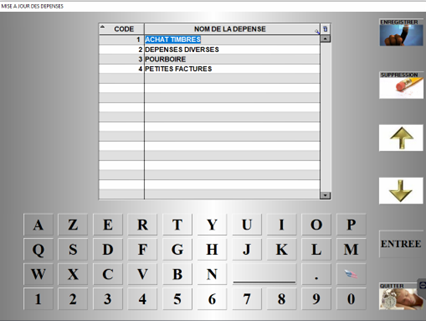 MISE A JOUR DES DEPENSES
CODE NOM DE LA DEPENSE
1 ACHAT TIMBRES
2 DEPENSES DIVERSES
3 POURBOIRE
4 PETITES FACTURES
ENREGISTRER
SUPPRESSION
A Z E R T Y U I O P
Q S D F G H J K L M
ENTREE
W X C V B N .
1 2 3 4 5 6 7 8 9 0
QUITTER